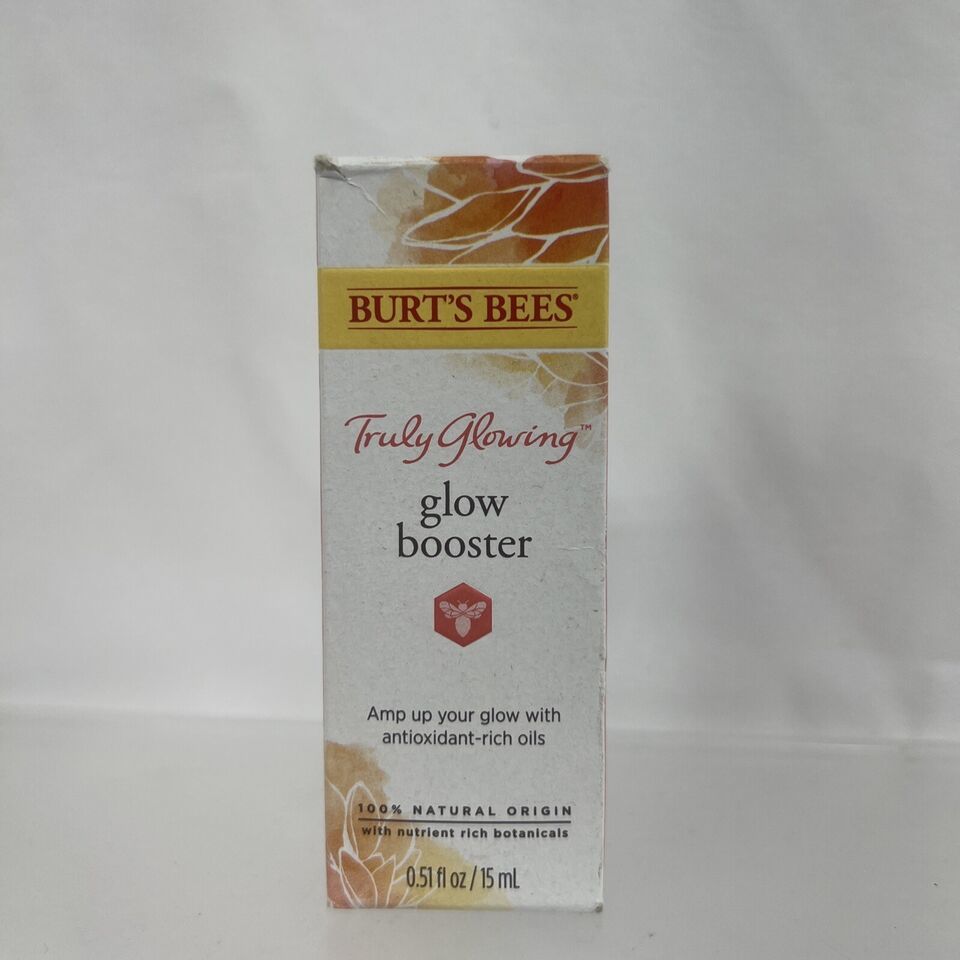 BURT'S BEES®
Truly Glowing™
glow
booster
Amp up your glow with
antioxidant-rich oils
100% NATURAL ORIGIN
with nutrient rich botanicals
0.51 fl oz / 15 mL